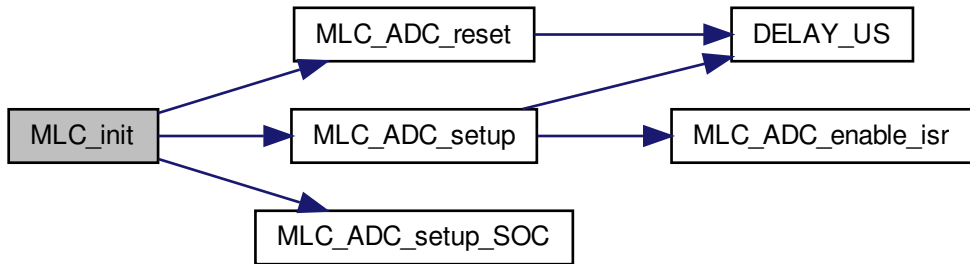 MLC_ADC_reset
DELAY_US
MLC_init
MLC_ADC_setup
MLC_ADC_enable_isr
MLC_ADC_setup_SOC